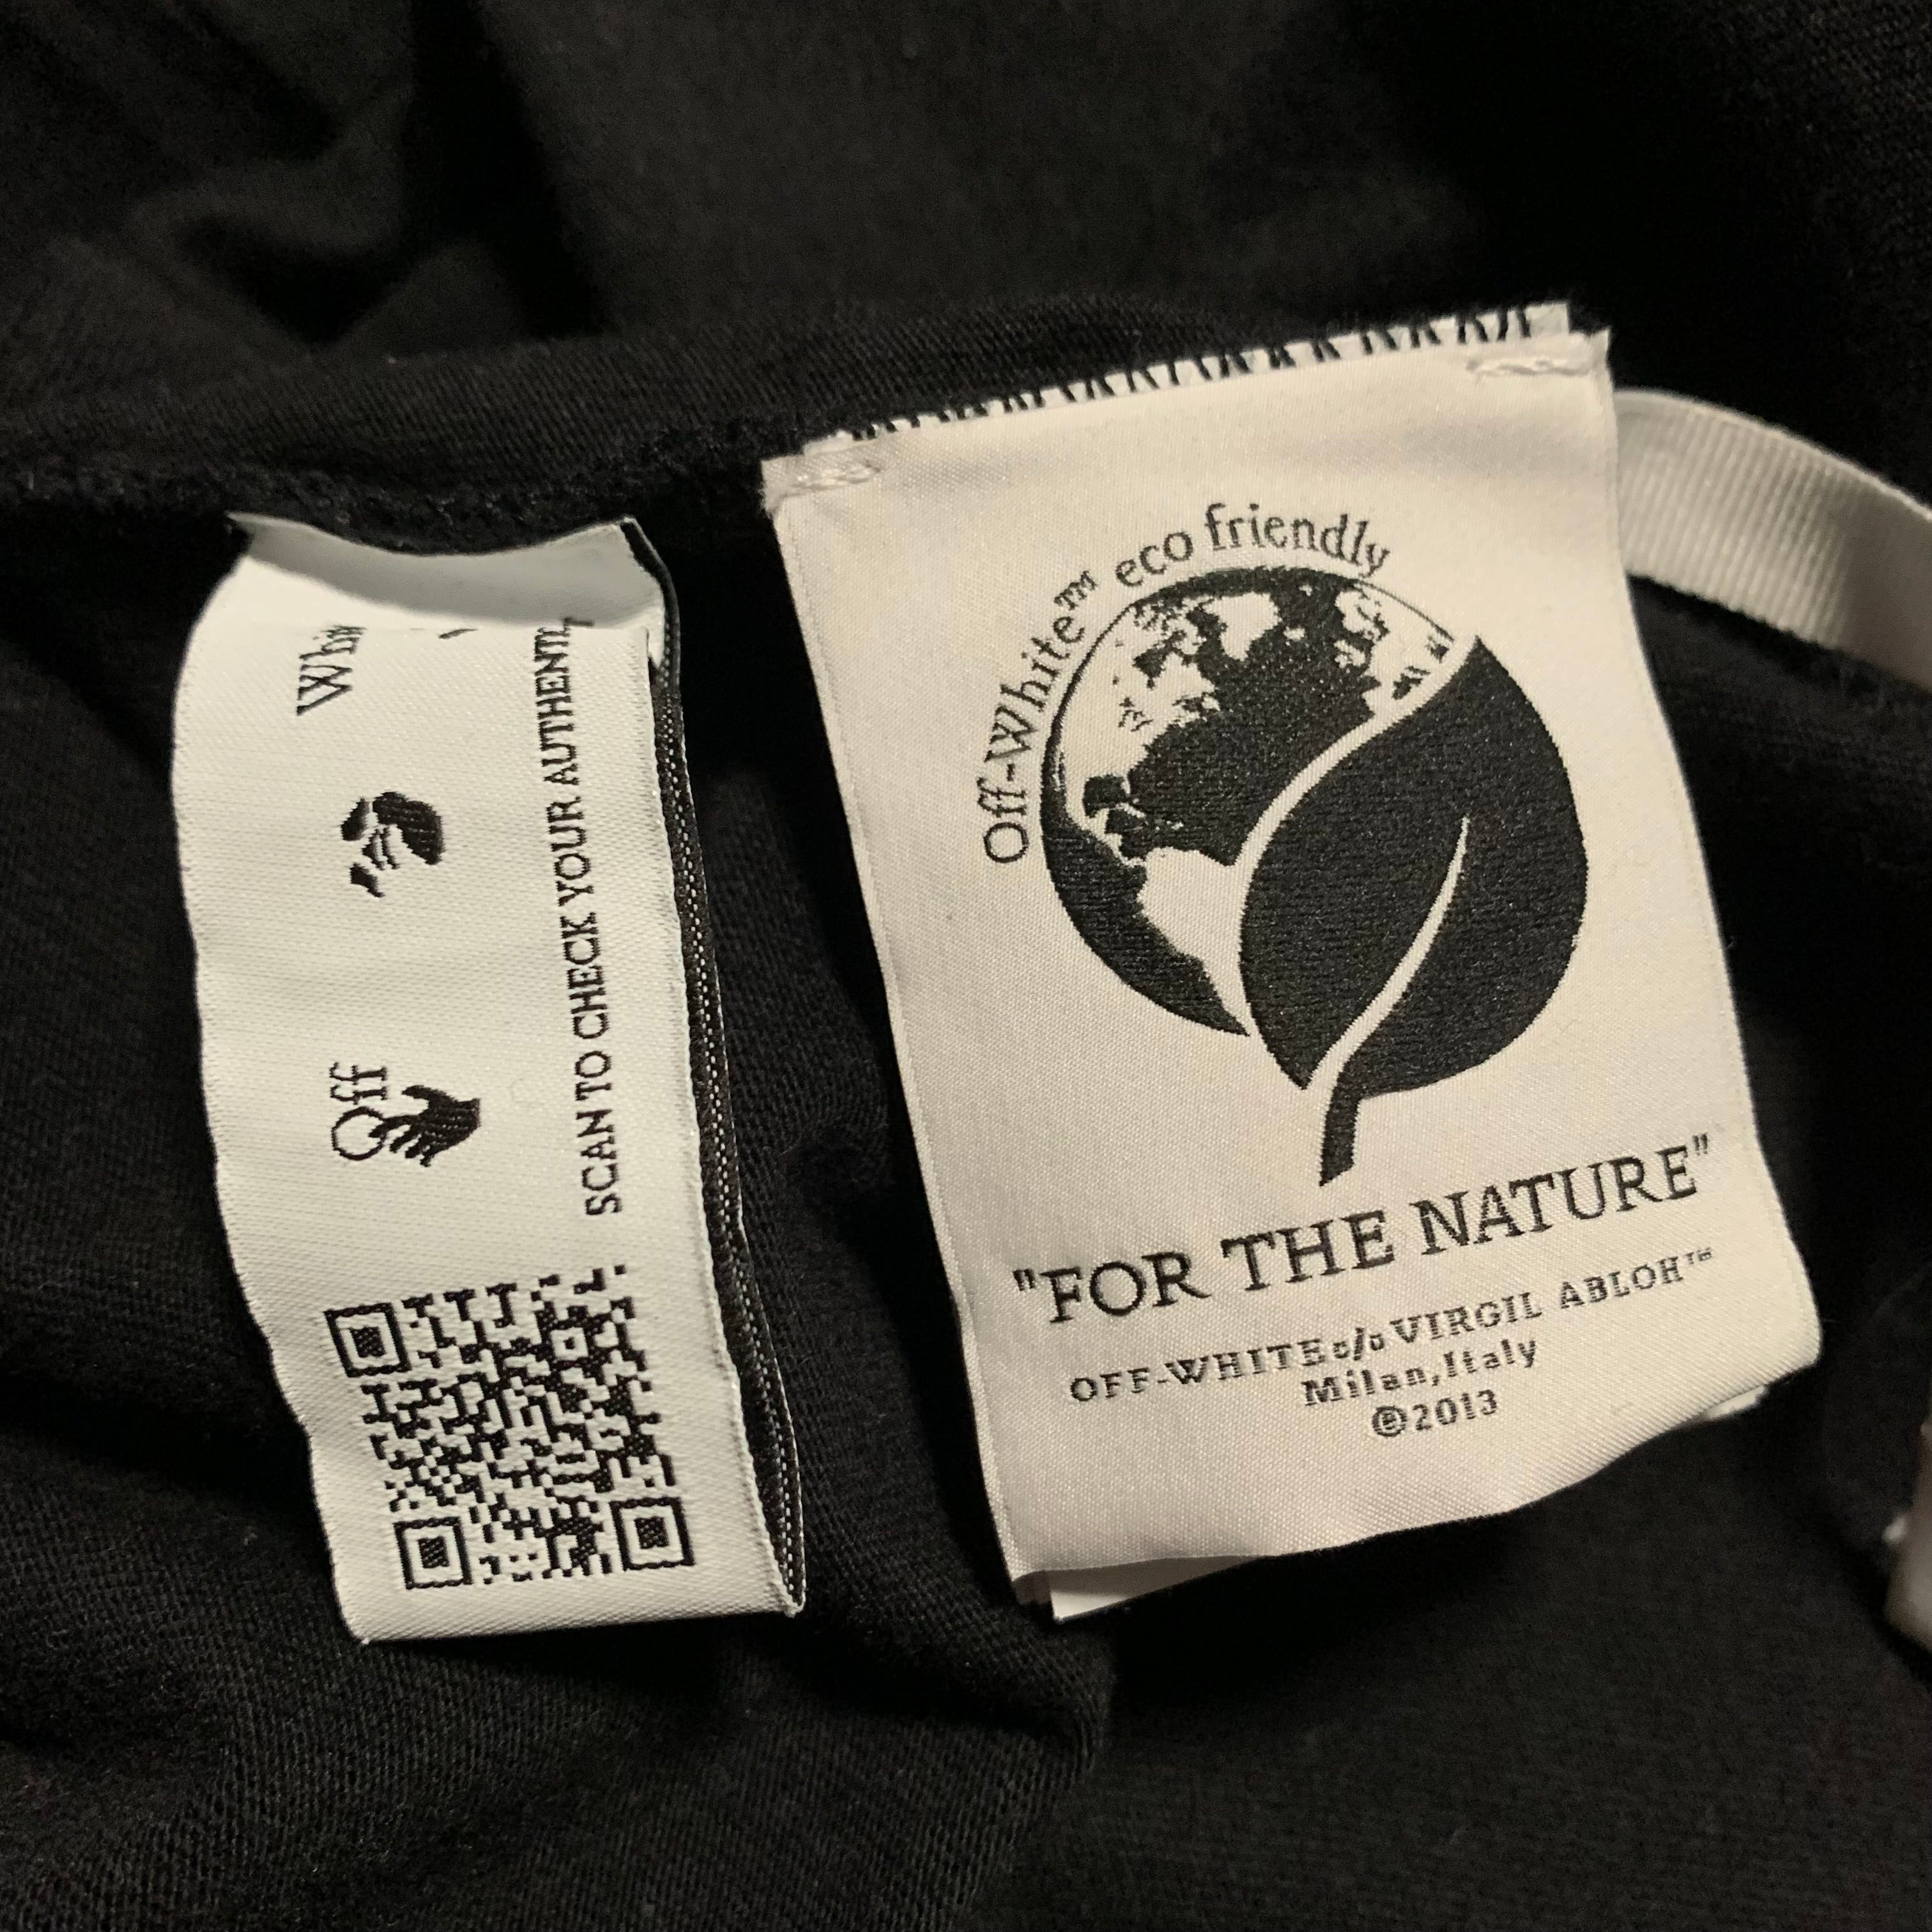 Off
SCAN TO CHECK YOUR AUTHENTIC
Off-White™ eco friendly
"FOR THE NATURE"
OFF-WHITE c/o VIRGIL ABLOH™
Milan, Italy
©2013